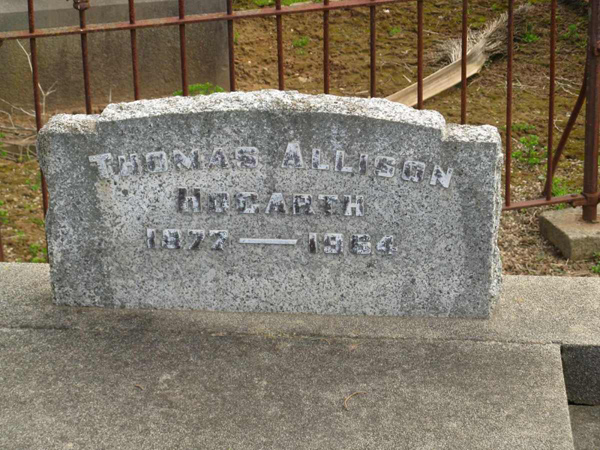 Thomas Allison
Hogarth
1877 — 1964